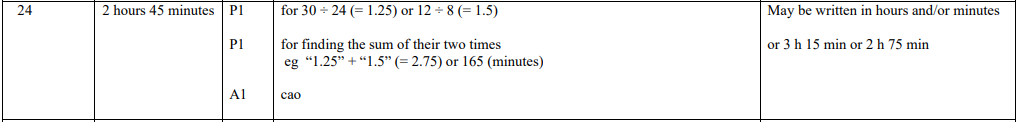 24 2 hours 45 minutes P1 for 30 ÷ 24 (= 1.25) or 12 ÷ 8 (= 1.5) May be written in hours and/or minutes
P1 for finding the sum of their two times or 3 h 15 min or 2 h 75 min
eg “1.25” + “1.5” (= 2.75) or 165 (minutes)
A1 cao